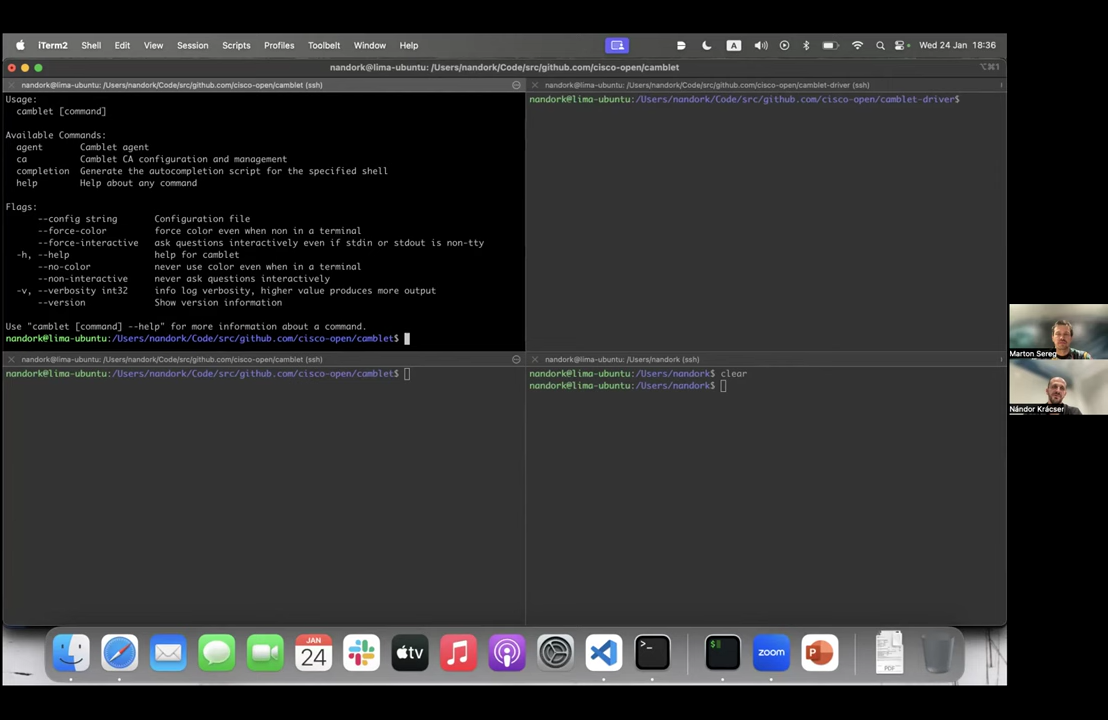 iTerm2 Shell Edit View Session Scripts Profiles Toolbelt Window Help A Wed 24 Jan 18:36
nandork@lima-ubuntu: /Users/nandork/Code/src/github.com/cisco-open/camblet ⌥⌘1
nandork@lima-ubuntu: /Users/nandork/Code/src/github.com/cisco-open/camblet (ssh)
Usage:
camblet [command]
Available Commands:
agent Camblet agent
ca Camblet CA configuration and management
completion Generate the autocompletion script for the specified shell
help Help about any command
Flags:
--config string Configuration file
--force-color force color even when non in a terminal
--force-interactive ask questions interactively even if stdin or stdout is non-tty
-h, --help help for camblet
--no-color never use color even when in a terminal
--non-interactive never ask questions interactively
-v, --verbosity int32 info log verbosity, higher value produces more output
--version Show version information
Use "camblet [command] --help" for more information about a command.
nandork@lima-ubuntu:/Users/nandork/Code/src/github.com/cisco-open/camblet$
nandork@lima-ubuntu: /Users/nandork/Code/src/github.com/cisco-open/camblet-driver (ssh)
nandork@lima-ubuntu:/Users/nandork/Code/src/github.com/cisco-open/camblet-driver$
nandork@lima-ubuntu: /Users/nandork/Code/src/github.com/cisco-open/camblet (ssh)
nandork@lima-ubuntu:/Users/nandork/Code/src/github.com/cisco-open/camblet$
nandork@lima-ubuntu: /Users/nandork (ssh)
nandork@lima-ubuntu:/Users/nandork$ clear
nandork@lima-ubuntu:/Users/nandork$
Marton Sereg
Nándor Krácser
JAN
24
tv
>_
$
zoom
P
PDF